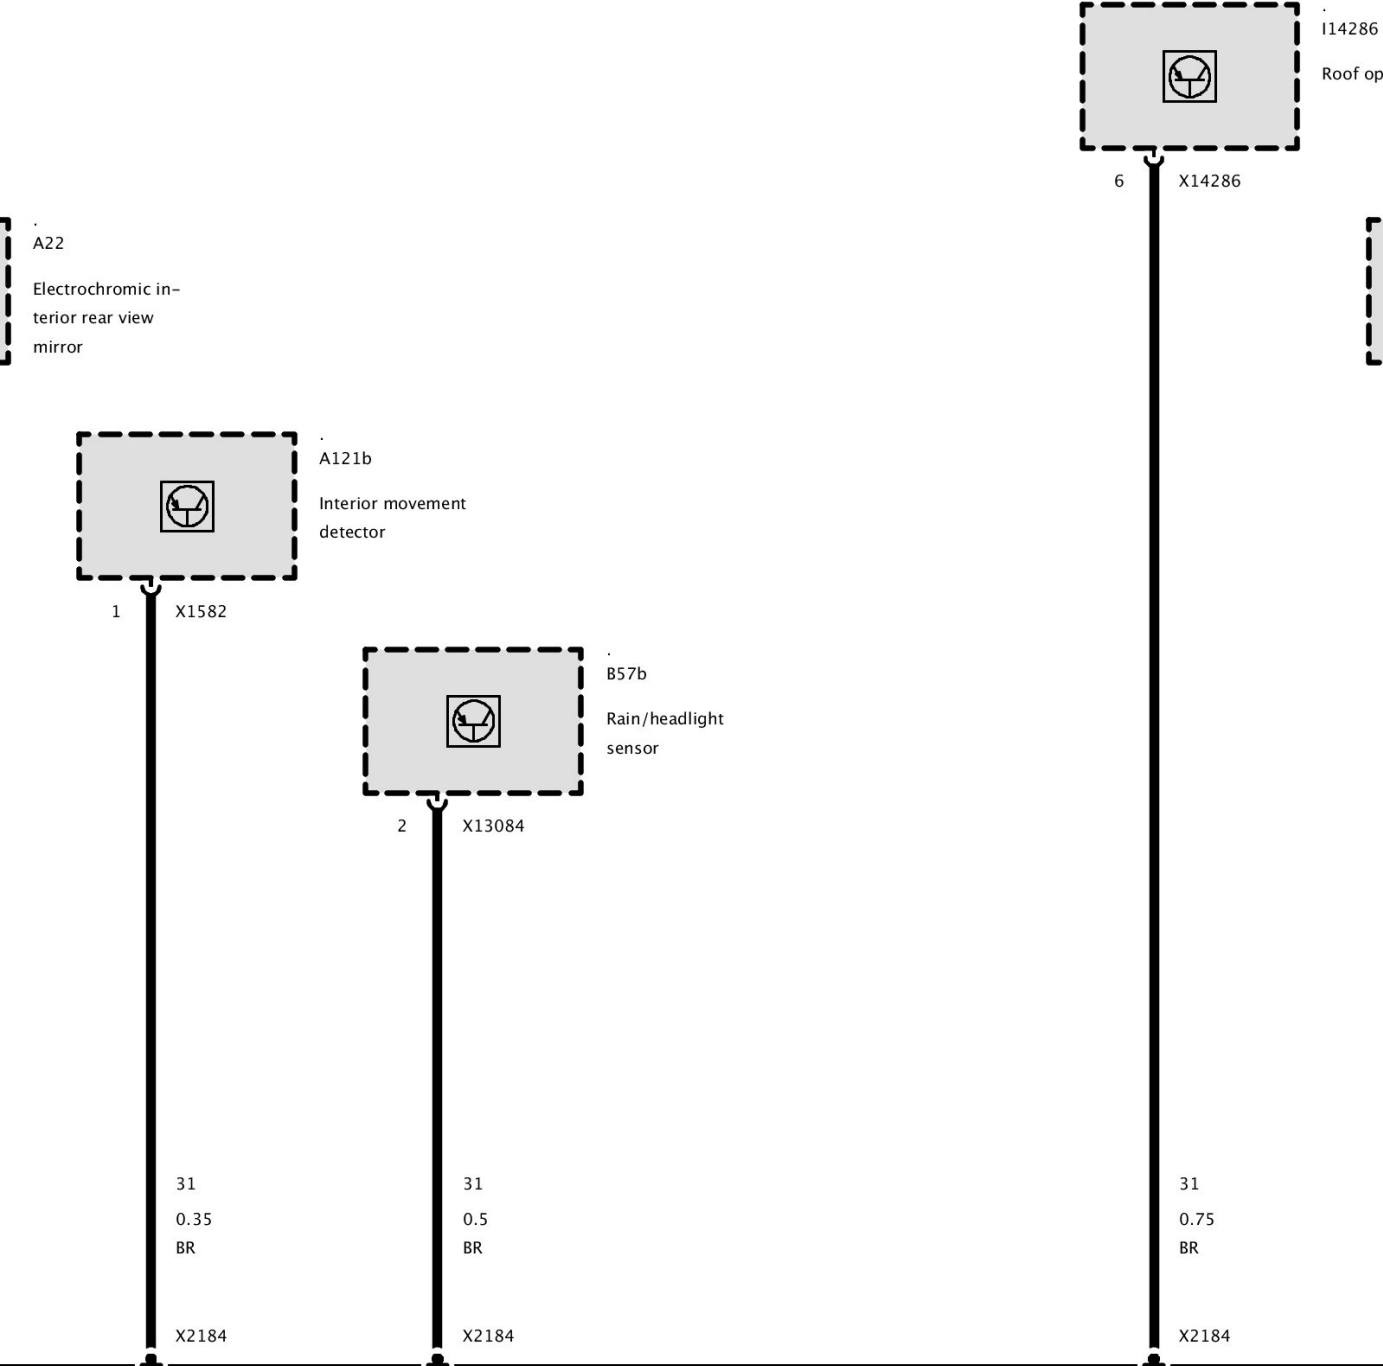 .
I14286
Roof op
6
X14286
.
A22
Electrochromic in-
terior rear view
mirror
.
A121b
Interior movement
detector
1
X1582
.
B57b
Rain/headlight
sensor
2
X13084
31
0.35
BR
X2184
31
0.5
BR
X2184
31
0.75
BR
X2184